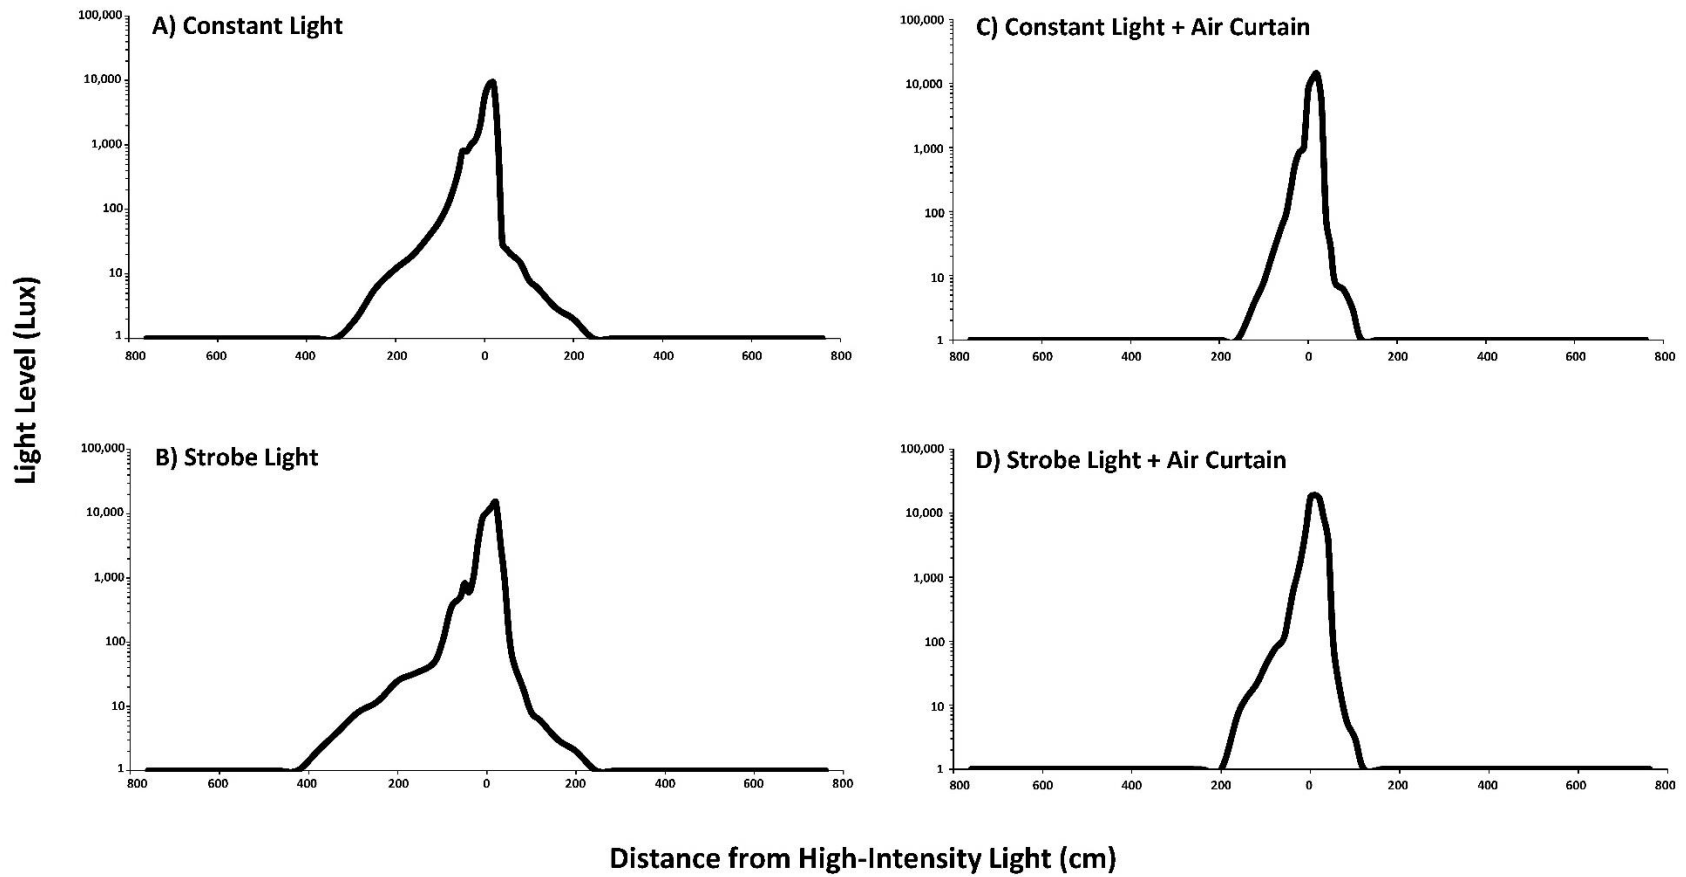 A) Constant Light
100,000
10,000
1,000
100
10
1
800 600 400 200 0 200 400 600 800
C) Constant Light + Air Curtain
100,000
10,000
1,000
100
10
1
800 600 400 200 0 200 400 600 800
Light Level (Lux)
B) Strobe Light
100,000
10,000
1,000
100
10
1
800 600 400 200 0 200 400 600 800
D) Strobe Light + Air Curtain
100,000
10,000
1,000
100
10
1
800 600 400 200 0 200 400 600 800
Distance from High-Intensity Light (cm)